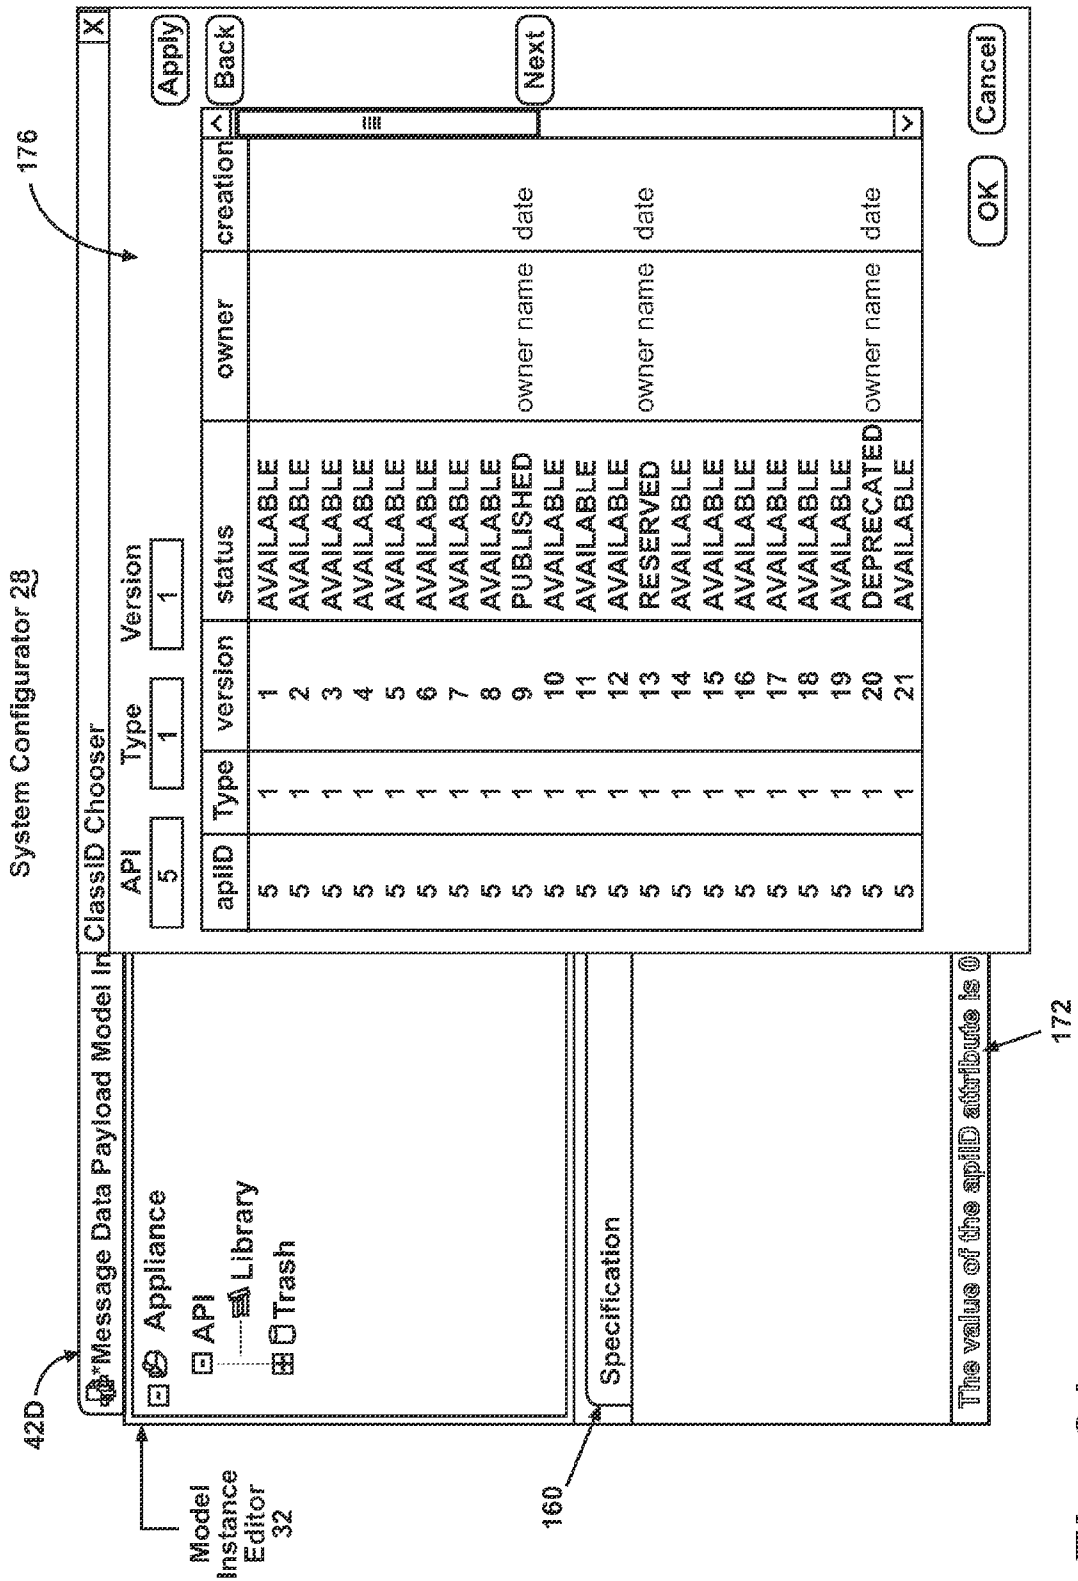 System Configurator 28
42D
*Message Data Payload Model In
ClassID Chooser
X
176
API
Type
Version
5
1
1
Apply
Back
Next
apiID Type version status owner creation
5 1 1 AVAILABLE
5 1 2 AVAILABLE
5 1 3 AVAILABLE
5 1 4 AVAILABLE
5 1 5 AVAILABLE
5 1 6 AVAILABLE
5 1 7 AVAILABLE
5 1 8 AVAILABLE
5 1 9 PUBLISHED owner name date
5 1 10 AVAILABLE
5 1 11 AVAILABLE
5 1 12 AVAILABLE
5 1 13 RESERVED owner name date
5 1 14 AVAILABLE
5 1 15 AVAILABLE
5 1 16 AVAILABLE
5 1 17 AVAILABLE
5 1 18 AVAILABLE
5 1 19 AVAILABLE
5 1 20 DEPRECATED owner name date
5 1 21 AVAILABLE
OK
Cancel
Model
Instance
Editor
32
Appliance
API
Library
Trash
160
Specification
The value of the apiID attribute is 0
172